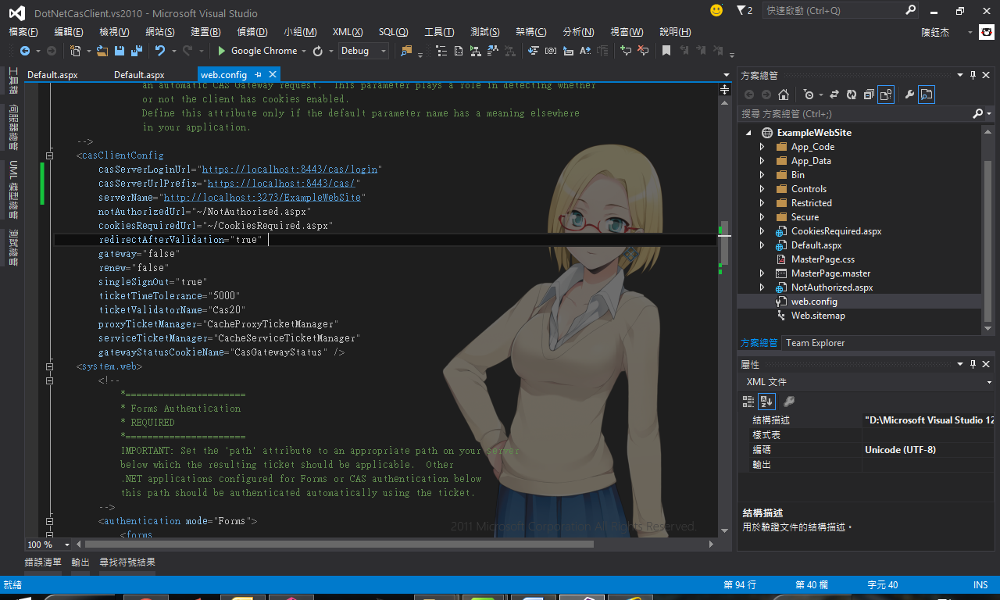 DotNetCasClient.vs2010 - Microsoft Visual Studio
2
快速啟動 (Ctrl+Q)
檔案(F) 編輯(E) 檢視(V) 網站(S) 建置(B) 偵錯(D) 小組(M) XML(X) SQL(Q) 工具(T) 測試(S) 架構(C) 分析(N) 視窗(W) 說明(H)
陳鈺杰
Google Chrome
Debug
工具箱
伺服器總管
UML 模型總管
測試總管
Default.aspx Default.aspx web.config
an automatic CAS Gateway request.  This parameter plays a role in detecting whether
or not the client has cookies enabled.
Define this attribute only if the default parameter name has a meaning elsewhere
in your application.
-->
<casClientConfig
casServerLoginUrl="https://localhost:8443/cas/login"
casServerUrlPrefix="https://localhost:8443/cas/"
serverName="http://localhost:3273/ExampleWebSite"
notAuthorizedUrl="~/NotAuthorized.aspx"
cookiesRequiredUrl="~/CookiesRequired.aspx"
redirectAfterValidation="true"
gateway="false"
renew="false"
singleSignOut="true"
ticketTimeTolerance="5000"
ticketValidatorName="Cas20"
proxyTicketManager="CacheProxyTicketManager"
serviceTicketManager="CacheServiceTicketManager"
gatewayStatusCookieName="CasGatewayStatus" />
<system.web>
<!--
*======================
* Forms Authentication
* REQUIRED
*======================
IMPORTANT: Set the 'path' attribute to an appropriate path on your server
below which the resulting ticket should be applicable.  Other
.NET applications configured for Forms or CAS authentication below
this path should be authenticated automatically using the ticket.
-->
<authentication mode="Forms">
<forms
2011 Microsoft Corporation All Rights Reserved.
100 %
方案總管
搜尋 方案總管 (Ctrl+;)
ExampleWebSite
App_Code
App_Data
Bin
Controls
Restricted
Secure
CookiesRequired.aspx
Default.aspx
MasterPage.css
MasterPage.master
NotAuthorized.aspx
web.config
Web.sitemap
方案總管 Team Explorer
屬性
XML 文件
結構描述 "D:\Microsoft Visual Studio 12
樣式表
編碼 Unicode (UTF-8)
輸出
結構描述
用於驗證文件的結構描述。
錯誤清單 輸出 尋找符號結果
就緒 第 94 行 第 40 欄 字元 40 INS